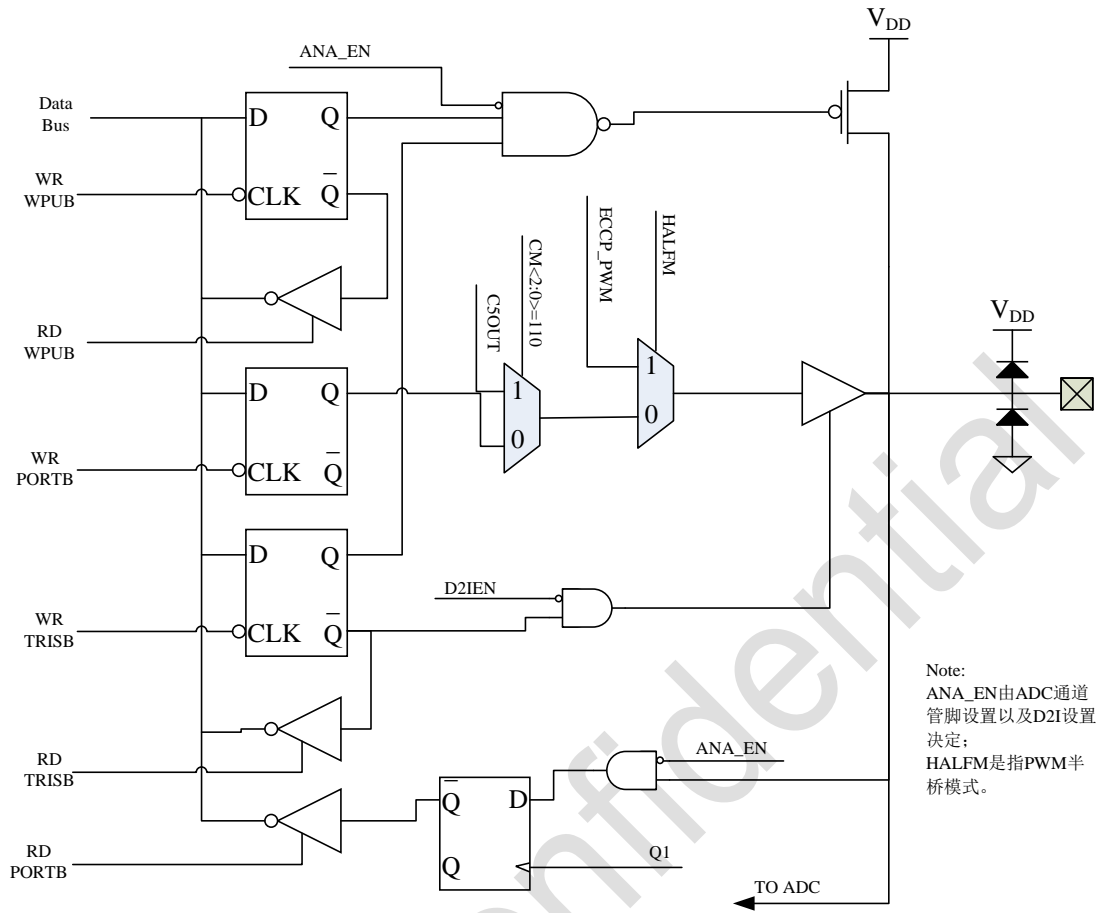 V_DD
ANA_EN
Data
Bus
D
Q
WR
WPUB
CLK
Q̅
HALFM
ECCP_PWM
CM<2:0>=110
C5OUT
RD
WPUB
V_DD
1
1
D
Q
0
0
WR
PORTB
CLK
Q̅
D
Q
D2IEN
WR
TRISB
CLK
Q̅
Note:
ANA_EN由ADC通道
管脚设置以及D2I设置
决定；
HALFM是指PWM半
桥模式。
ANA_EN
RD
TRISB
Q̅
D
RD
PORTB
Q
Q1
TO ADC
nfidential